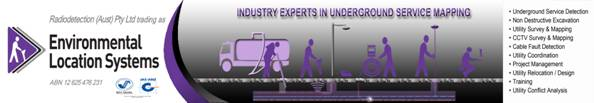 Radiodetection (Aust) Pty Ltd trading as
Environmental
Location Systems
ABN 12 625 476 231
INDUSTRY EXPERTS IN UNDERGROUND SERVICE MAPPING
• Underground Service Detection
• Non Destructive Excavation
• Utility Survey & Mapping
• CCTV Survey & Mapping
• Cable Fault Detection
• Utility Coordination
• Project Management
• Utility Relocation / Design
• Training
• Utility Conflict Analysis